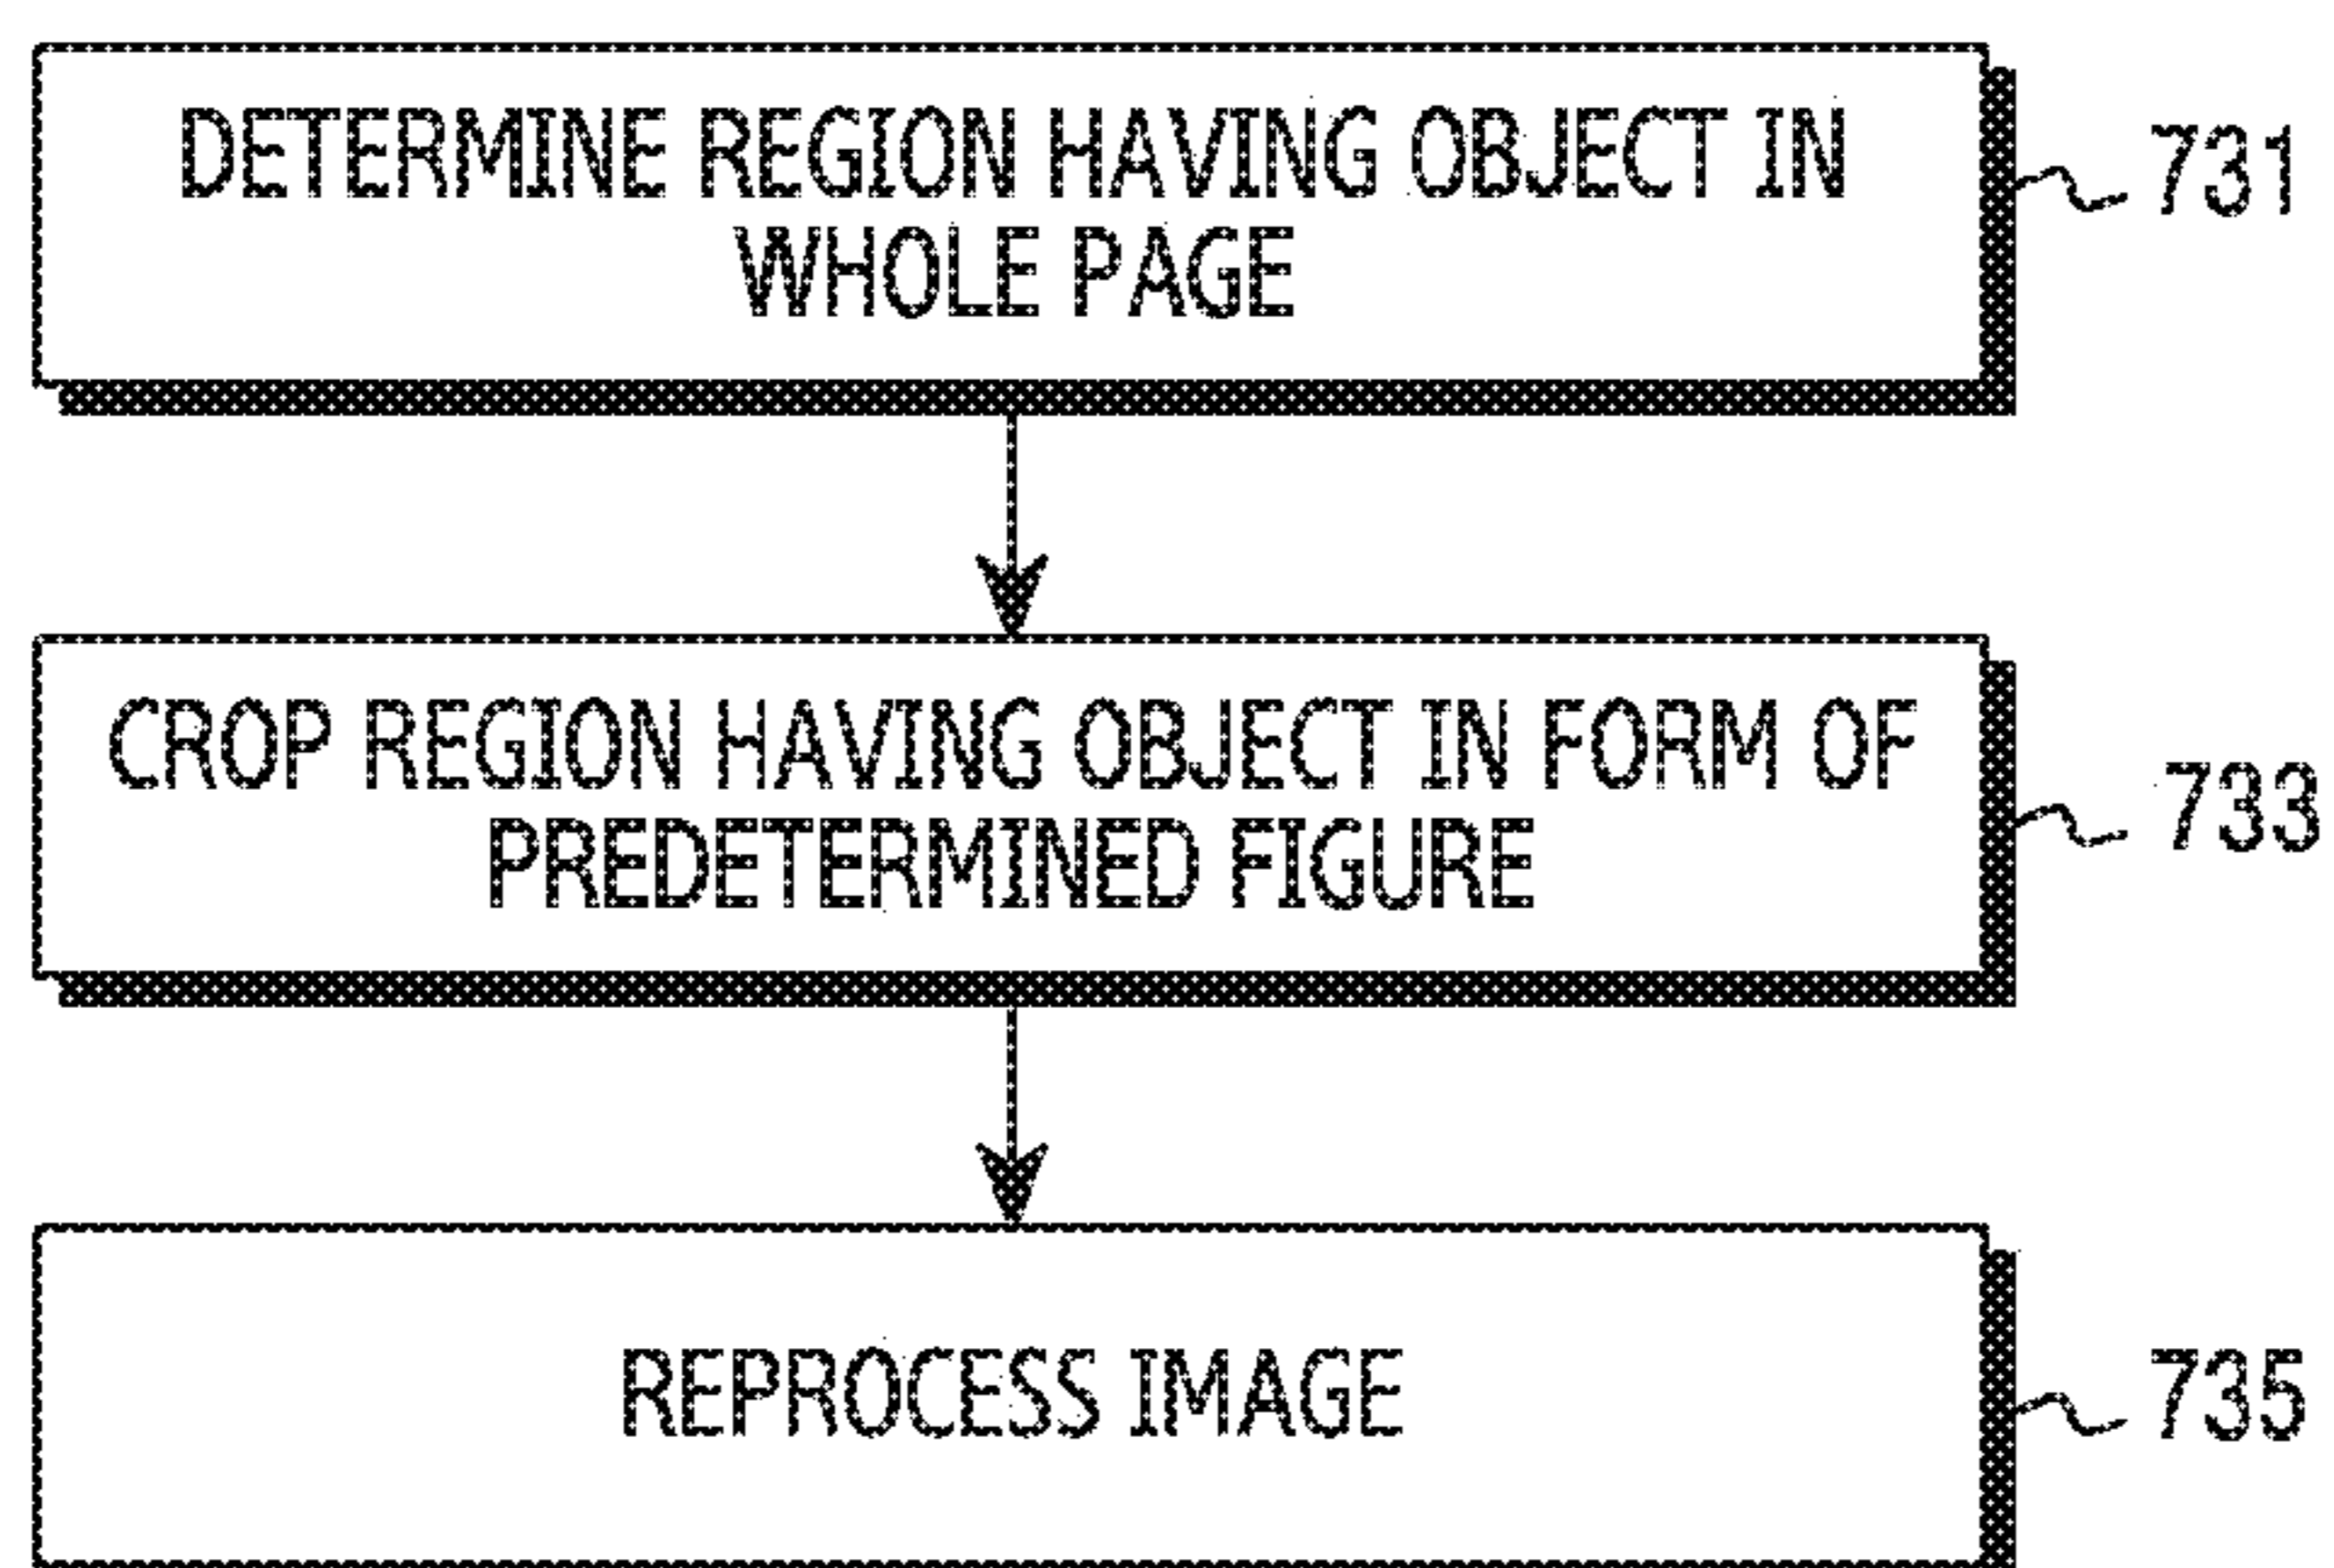 DETERMINE REGION HAVING OBJECT IN
WHOLE PAGE
731
CROP REGION HAVING OBJECT IN FORM OF
PREDETERMINED FIGURE
733
REPROCESS IMAGE
735